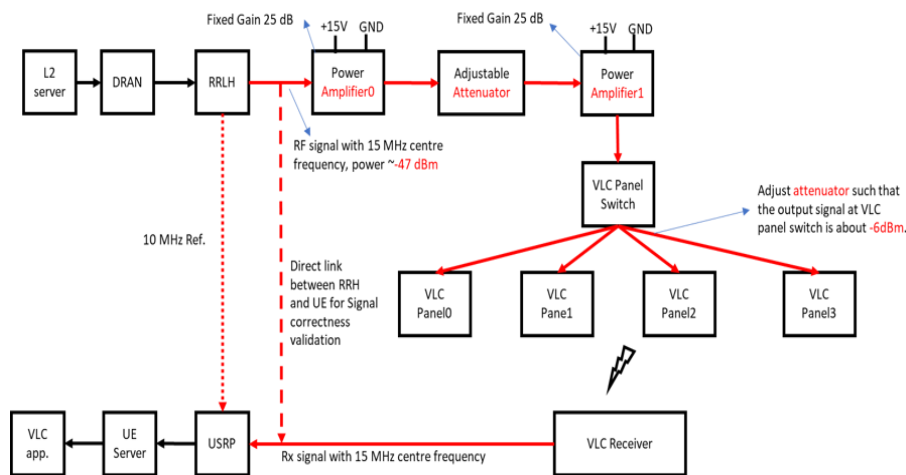 Fixed Gain 25 dB
+15V GND
Fixed Gain 25 dB
+15V GND
L2
server
DRAN
RRLH
Power
Amplifier0
Adjustable
Attenuator
Power
Amplifier1
RF signal with 15 MHz centre
frequency, power ~-47 dBm
VLC Panel
Switch
Adjust attenuator such that
the output signal at VLC
panel switch is about -6dBm.
10 MHz Ref.
Direct link
between RRH
and UE for Signal
correctness
validation
VLC
Panel0
VLC
Pane1
VLC
Panel2
VLC
Panel3
VLC
app.
UE
Server
USRP
Rx signal with 15 MHz centre frequency
VLC Receiver